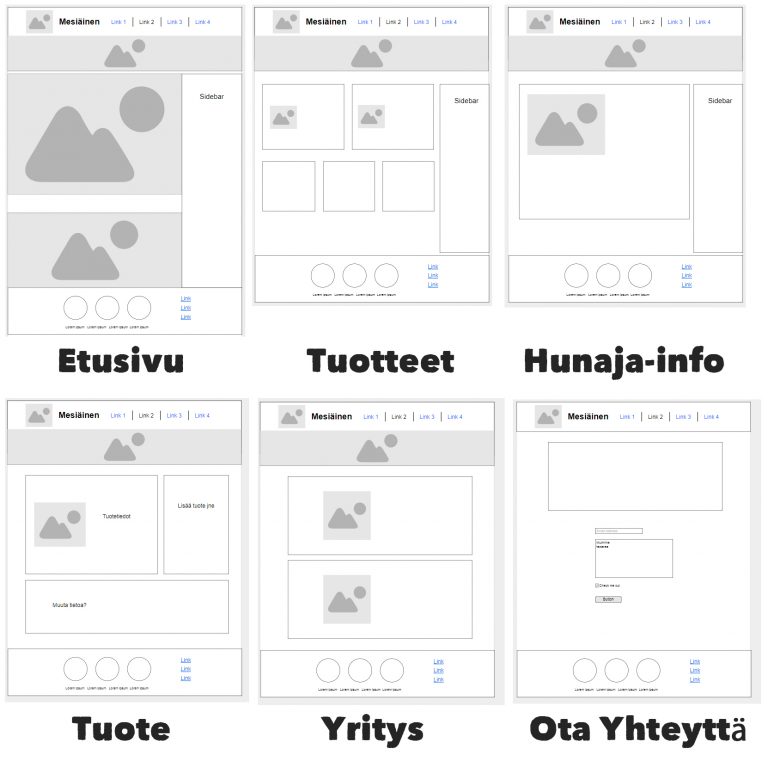 Mesiäinen Link 1 Link 2 Link 3 Link 4
Sidebar
Link
Link
Link
Lorem ipsum Lorem ipsum Lorem ipsum Lorem ipsum
Etusivu
Mesiäinen Link 1 Link 2 Link 3 Link 4
Sidebar
Link
Link
Link
Lorem ipsum Lorem ipsum Lorem ipsum Lorem ipsum
Tuotteet
Mesiäinen Link 1 Link 2 Link 3 Link 4
Sidebar
Link
Link
Link
Lorem ipsum Lorem ipsum Lorem ipsum Lorem ipsum
Hunaja-info
Mesiäinen Link 1 Link 2 Link 3 Link 4
Tuotetiedot
Lisää tuote jne
Muuta tietoa?
Link
Link
Link
Lorem ipsum Lorem ipsum Lorem ipsum Lorem ipsum
Tuote
Mesiäinen Link 1 Link 2 Link 3 Link 4
Link
Link
Link
Lorem ipsum Lorem ipsum Lorem ipsum Lorem ipsum
Yritys
Mesiäinen Link 1 Link 2 Link 3 Link 4
Check me out
Button
Link
Link
Link
Lorem ipsum Lorem ipsum Lorem ipsum Lorem ipsum
Ota Yhteyttä